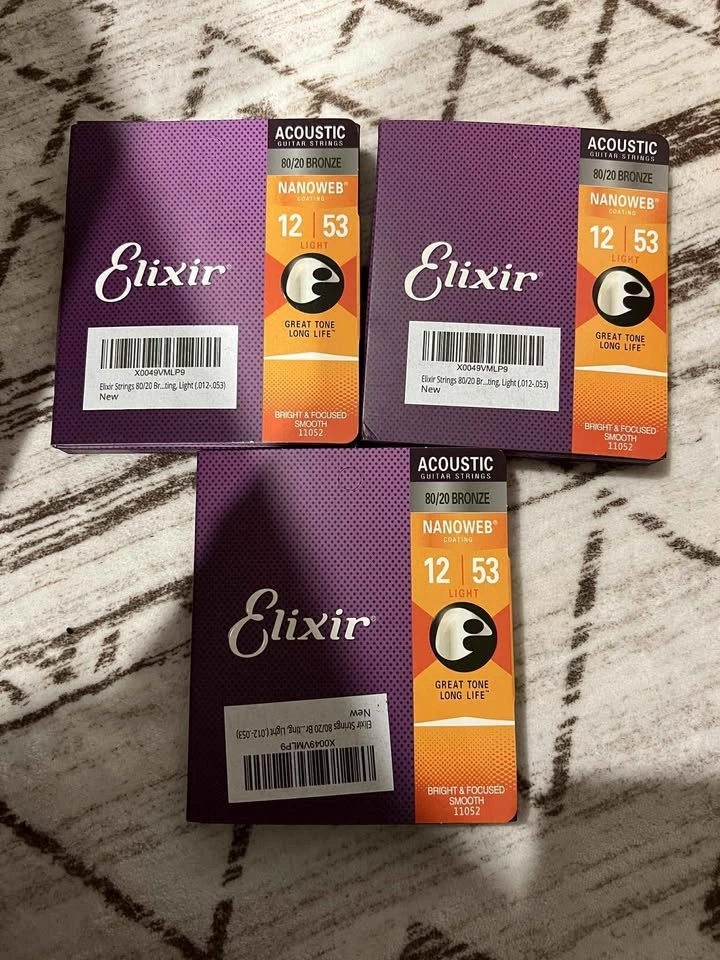 ACOUSTIC
GUITAR STRINGS
80/20 BRONZE
NANOWEB®
COATING
12 | 53
LIGHT
Elixir®
GREAT TONE
LONG LIFE™
X0049VMLP9
Elixir Strings 80/20 Br...ting, Light (.012-.053)
New
BRIGHT & FOCUSED
SMOOTH
11052
ACOUSTIC
GUITAR STRINGS
80/20 BRONZE
NANOWEB®
COATING
12 | 53
LIGHT
Elixir®
GREAT TONE
LONG LIFE™
X0049VMLP9
Elixir Strings 80/20 Br...ting, Light (.012-.053)
New
BRIGHT & FOCUSED
SMOOTH
11052
ACOUSTIC
GUITAR STRINGS
80/20 BRONZE
NANOWEB®
COATING
12 | 53
LIGHT
Elixir®
GREAT TONE
LONG LIFE™
X0049VMLP9
Elixir Strings 80/20 Br...ting, Light (.012-.053)
New
BRIGHT & FOCUSED
SMOOTH
11052